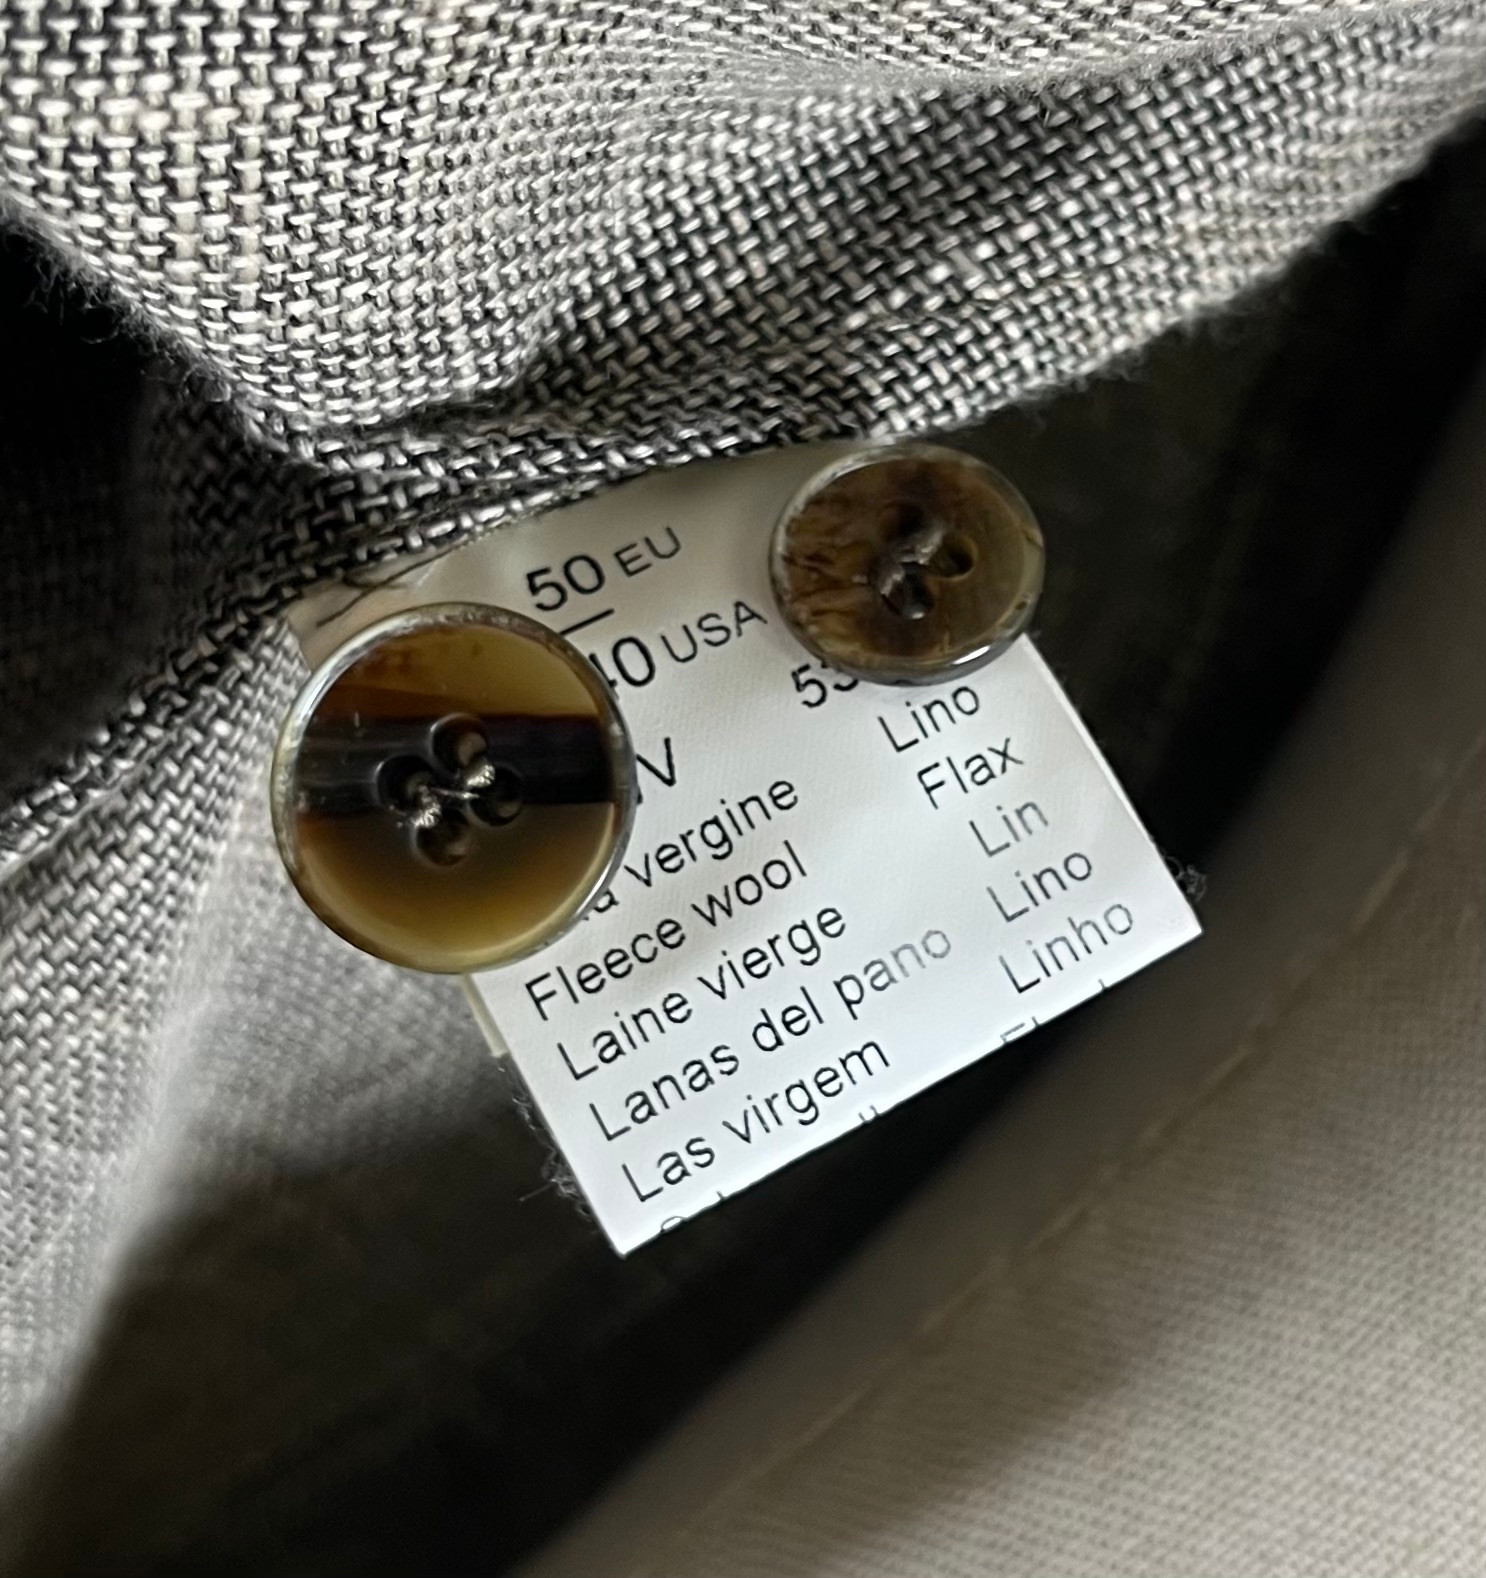 50 EU
40 USA
vergine
Fleece wool
Laine vierge
Lanas del pano
Las virgem
Lino
Flax
Lin
Lino
Linho